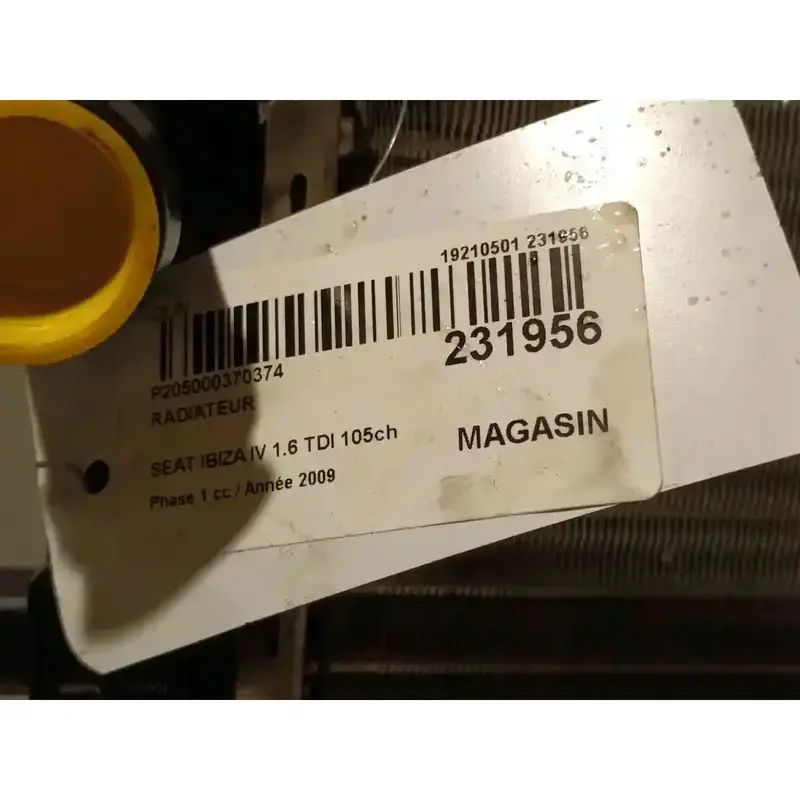 19210501 231956
231956
P205000370374
RADIATEUR
SEAT IBIZA IV 1.6 TDI 105ch
MAGASIN
Phase 1 cc / Année 2009